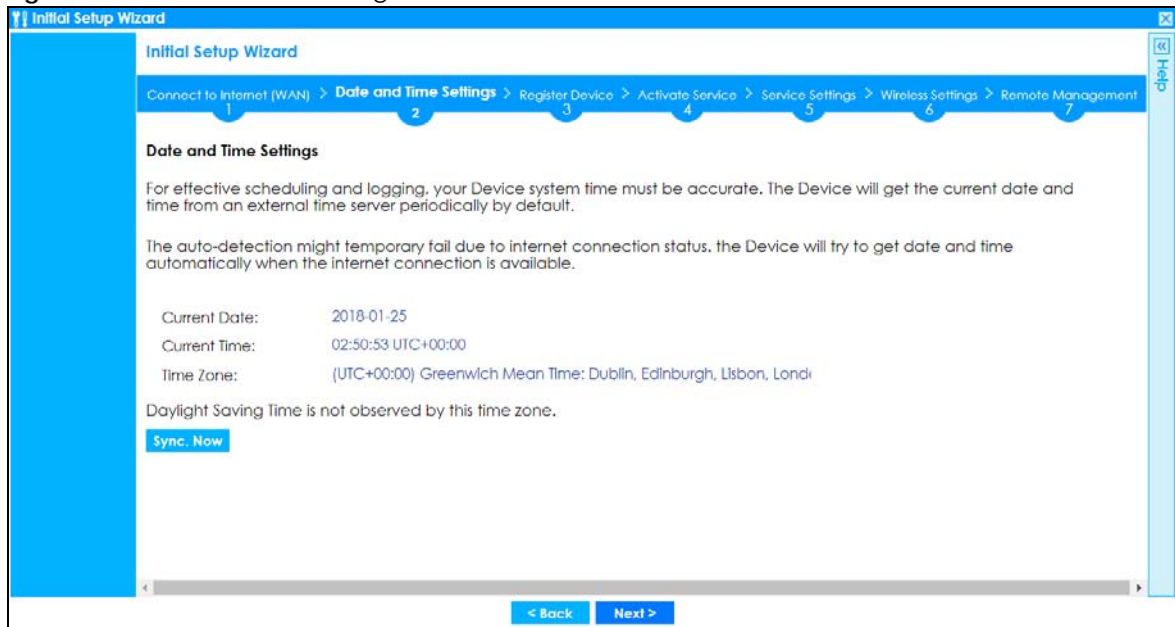 Initial Setup Wizard
Help
Initial Setup Wizard
Connect to Internet (WAN) > Date and Time Settings > Register Device > Activate Service > Service Settings > Wireless Settings > Remote Management
1 2 3 4 5 6 7
Date and Time Settings
For effective scheduling and logging, your Device system time must be accurate. The Device will get the current date and
time from an external time server periodically by default.
The auto-detection might temporary fail due to internet connection status. the Device will try to get date and time
automatically when the internet connection is available.
Current Date: 2018-01-25
Current Time: 02:50:53 UTC+00:00
Time Zone: (UTC+00:00) Greenwich Mean Time: Dublin, Edinburgh, Lisbon,
Daylight Saving Time is not observed by this time zone.
Sync. Now
< Back Next >